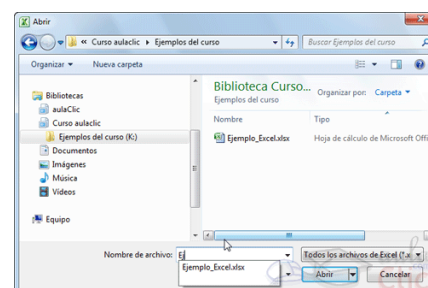 Abrir
« Curso aulaclic ▸ Ejemplos del curso
Buscar Ejemplos del curso
Organizar ▾ Nueva carpeta
Bibliotecas
aulaClic
Curso aulaclic
Ejemplos del curso (K:)
Documentos
Imágenes
Música
Vídeos
Equipo
Biblioteca Curso...
Ejemplos del curso
Organizar por: Carpeta ▾
Nombre Tipo
Ejemplo_Excel.xlsx Hoja de cálculo de Microsoft Offi
Nombre de archivo: Ej
Todos los archivos de Excel (*.x
Ejemplo_Excel.xlsx
Abrir Cancelar